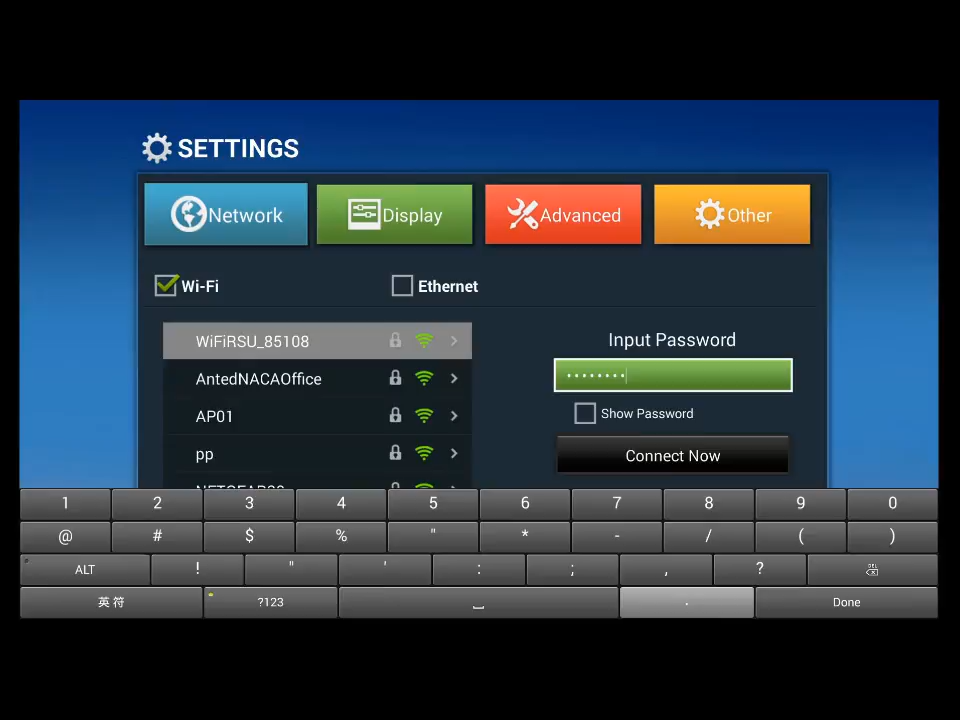 SETTINGS
Network
Display
Advanced
Other
Wi-Fi
Ethernet
WiFiRSU_85108
Input Password
AntedNACAOffice
••••••••
AP01
Show Password
pp
Connect Now
1 2 3 4 5 6 7 8 9 0
@ # $ % " * - / ( )
ALT ! " ' : ; , ? DEL
英符 ?123 . Done